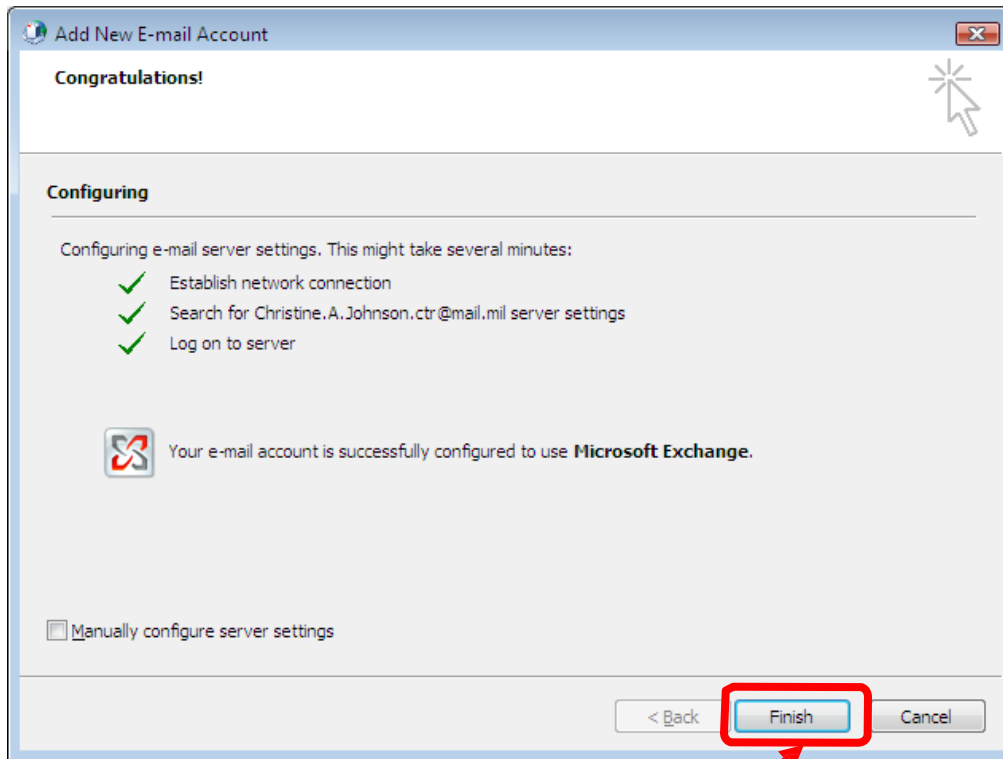 Add New E-mail Account
Congratulations!
Configuring
Configuring e-mail server settings. This might take several minutes:
Establish network connection
Search for Christine.A.Johnson.ctr@mail.mil server settings
Log on to server
Your e-mail account is successfully configured to use Microsoft Exchange.
Manually configure server settings
< Back Finish Cancel